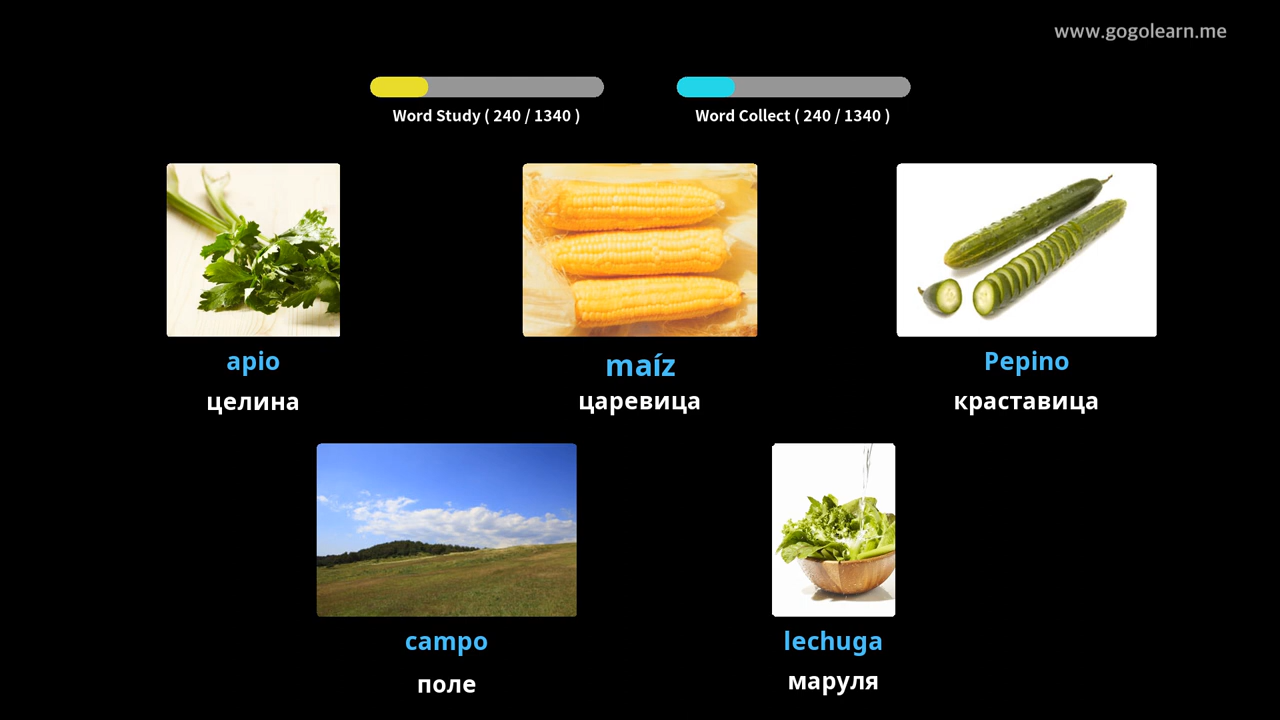 www.gogolearn.me
Word Study ( 240 / 1340 )
Word Collect ( 240 / 1340 )
apio
целина
maíz
царевица
Pepino
краставица
campo
поле
lechuga
маруля